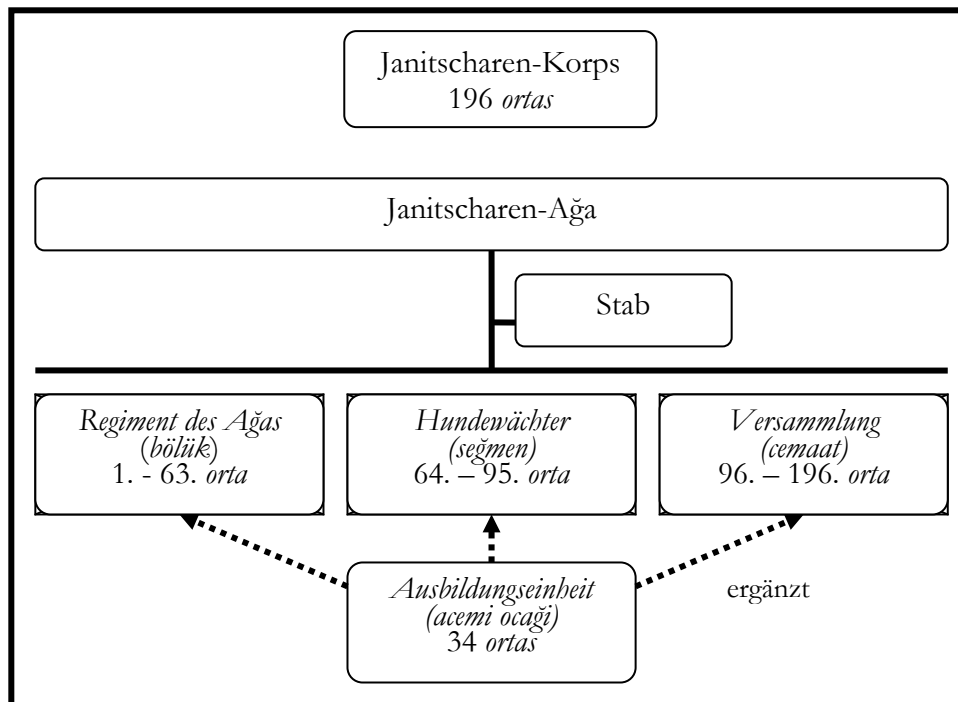 Janitscharen-Korps
196 ortas
Janitscharen-Ağa
Stab
Regiment des Ağas
(bölük)
1. - 63. orta
Hundewächter
(seğmen)
64. – 95. orta
Versammlung
(cemaat)
96. – 196. orta
Ausbildungseinheit
(acemi ocaği)
34 ortas
ergänzt